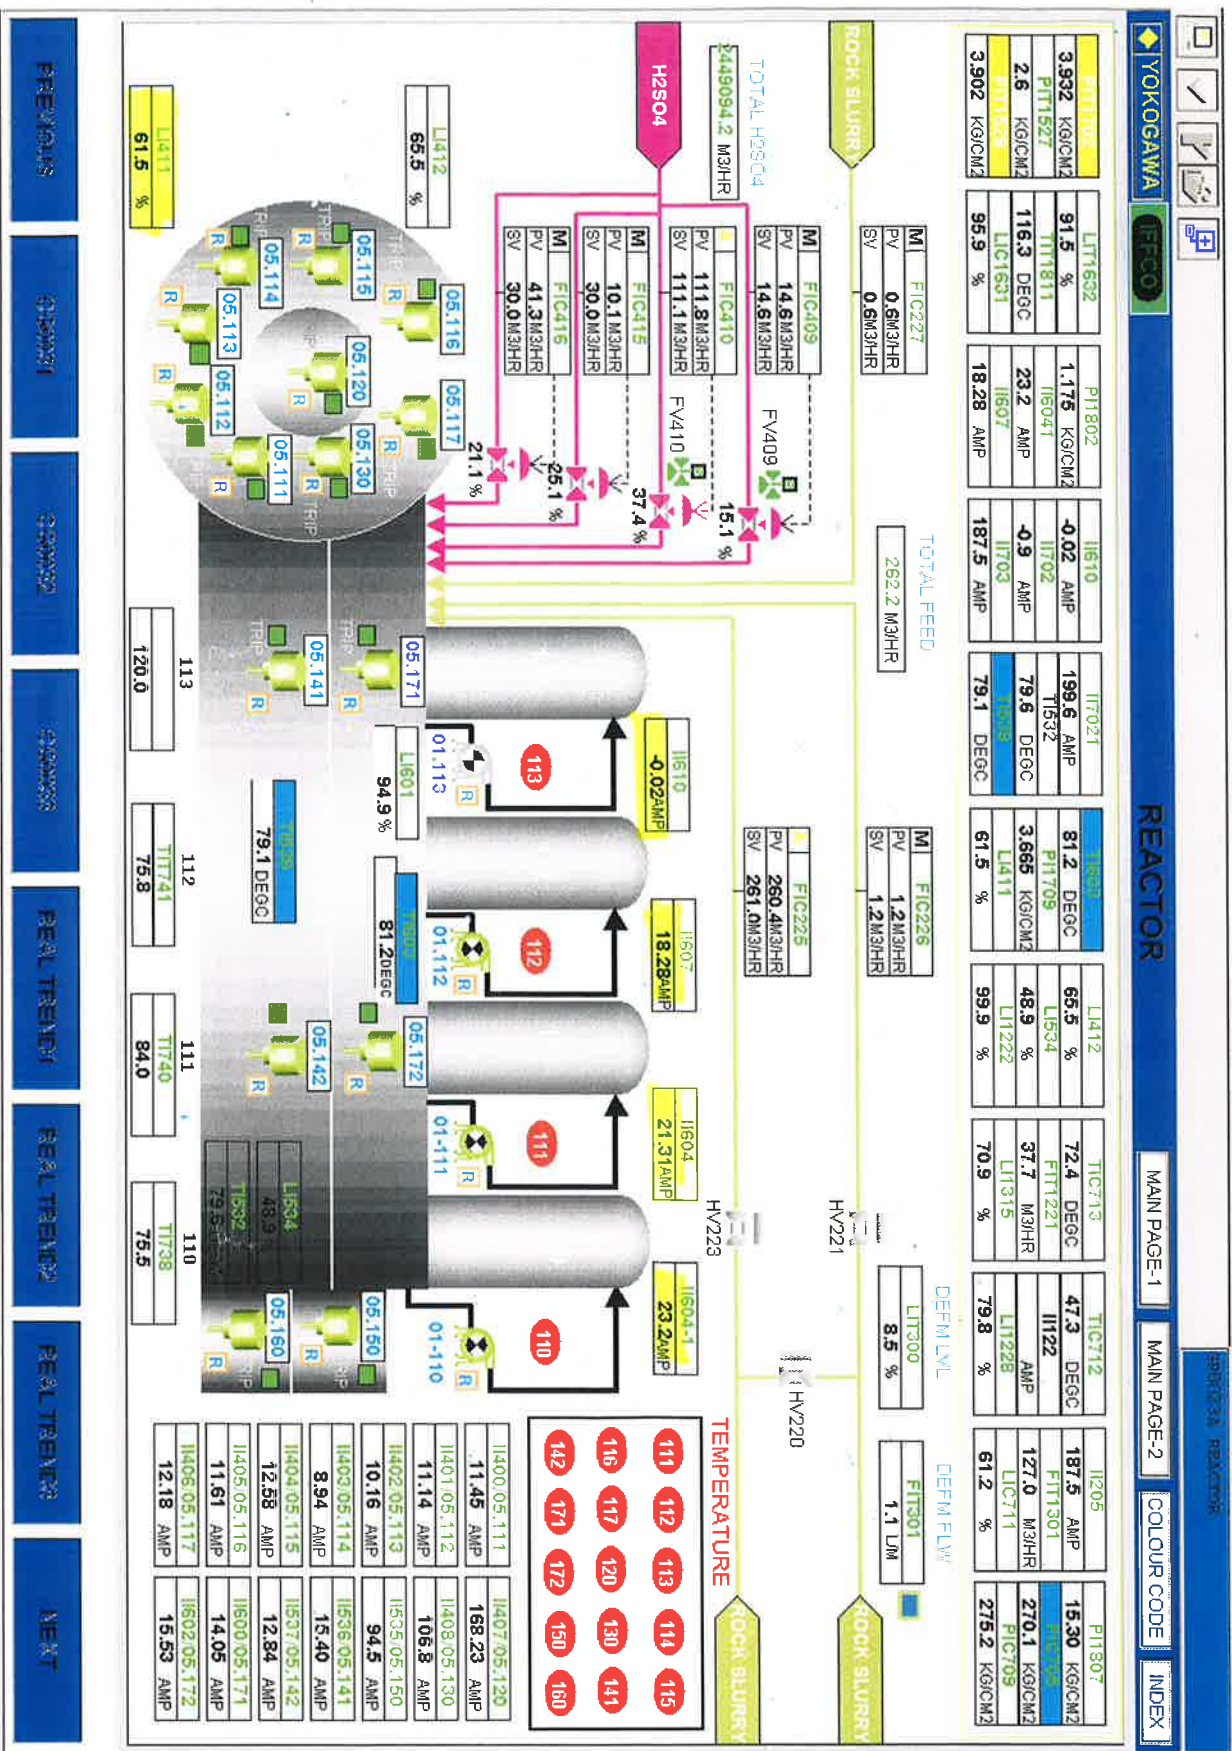 REACTOR
YOKOGAWA
IFFCO
MAIN PAGE-1
MAIN PAGE-2
COLOUR CODE
INDEX
3.932 KG/CM2
PIT1527
2.6 KG/CM2
3.902 KG/CM2
LIT1632
91.5 %
TIT1811
116.3 DEGC
LIC1631
95.9 %
PI1802
1.175 KG/CM2
II6041
23.2 AMP
II607
18.28 AMP
II610
-0.02 AMP
II702
-0.9 AMP
II703
187.5 AMP
II7021
199.6 AMP
TI532
79.6 DEGC
79.1 DEGC
81.2 DEGC
PI1709
3.665 KG/CM2
LI411
61.5 %
LI412
65.5 %
LI534
48.9 %
LI1222
99.9 %
TIC713
72.4 DEGC
FIT1221
37.7 M3/HR
LI1315
70.9 %
TIC712
47.3 DEGC
II122
AMP
LI1228
79.8 %
II205
187.5 AMP
FIT1301
127.0 M3/HR
LIC711
61.2 %
PI1807
15.30 KG/CM2
270.1 KG/CM2
PIC709
275.2 KG/CM2
ROCK SLURRY
TOTAL H2SO4
2449094.2 M3/HR
H2SO4
M FIC227
PV 0.6M3/HR
SV 0.6M3/HR
TOTAL FEED
262.2 M3/HR
M FIC226
PV 1.2M3/HR
SV 1.2M3/HR
FIC225
PV 260.4M3/HR
SV 261.0M3/HR
DEFM LVL
LIT300
8.5 %
DEFM FLW
FIT301
1.1 L/M
HV221
HV223
HV220
ROCK SLURRY
ROCK SLURRY
M FIC409
PV 14.6M3/HR
SV 14.6M3/HR
FIC410
PV 111.8M3/HR
SV 111.1M3/HR
M FIC415
PV 10.1M3/HR
SV 30.0M3/HR
M FIC416
PV 41.3M3/HR
SV 30.0M3/HR
FV409
FV410
15.1 %
37.4 %
25.1 %
21.1 %
LI412
65.5 %
LI411
61.5 %
II610
-0.02AMP
II607
18.28AMP
II604
21.31AMP
II604-1
23.2AMP
113
112
111
110
01.113 R
01.112 R
01-111 R
01-110 R
LI601
94.9 %
81.2DEGC
79.1 DEGC
LI534
48.9
TI532
05.116
R
05.117
R
TRIP
05.115
R
TRIP
05.120
R
TRIP
05.130
R
TRIP
05.114
R
05.113
R
05.112
R
05.111
R
TRIP
05.171
R
TRIP
05.141
R
05.172
R
05.142
R
05.150
R
05.160
R
113
120.0
112
TIT741
75.8
111
TI740
84.0
110
TI738
75.5
TEMPERATURE
111 112 113 114 115
116 117 120 130 141
142 171 172 150 160
II400/05.111
11.45 AMP
II407/05.120
168.23 AMP
II401/05.112
11.14 AMP
II408/05.130
106.8 AMP
II402/05.113
10.16 AMP
II535/05.150
94.5 AMP
II403/05.114
8.94 AMP
II536/05.141
15.40 AMP
II404/05.115
12.58 AMP
II537/05.142
12.84 AMP
II405/05.116
11.61 AMP
II600/05.171
14.05 AMP
II406/05.117
12.18 AMP
II602/05.172
15.53 AMP
PREVIOUS
REAL TREND1
REAL TREND2
REAL TREND3
NEXT